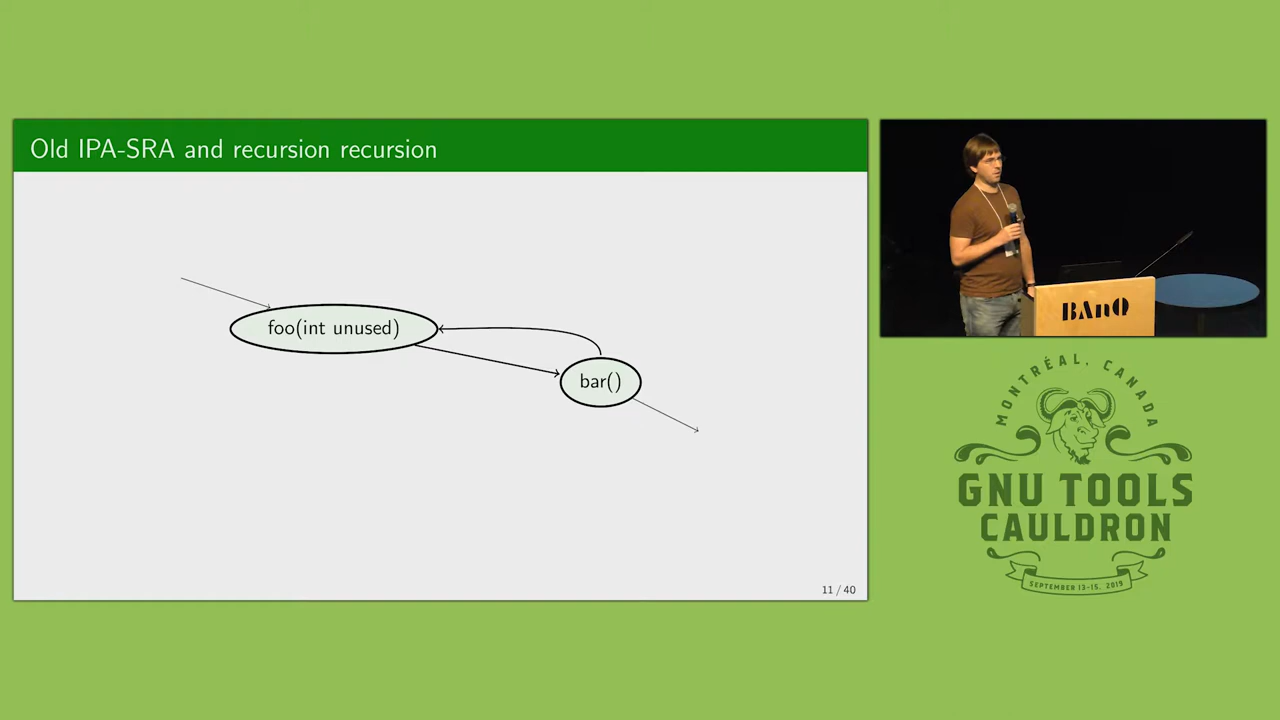 Old IPA-SRA and recursion recursion
foo(int unused)
bar()
11 / 40
BAnQ
MONTRÉAL, CANADA
GNU TOOLS
CAULDRON
SEPTEMBER 13-15, 2019